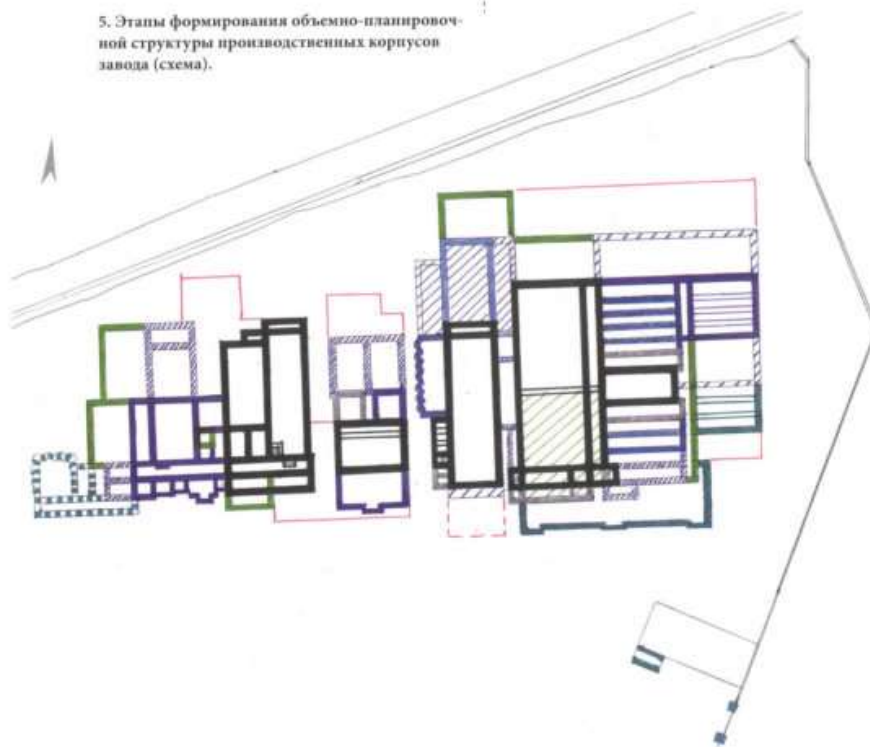 5. Этапы формирования объемно-планировоч-
ной структуры производственных корпусов
завода (схема).